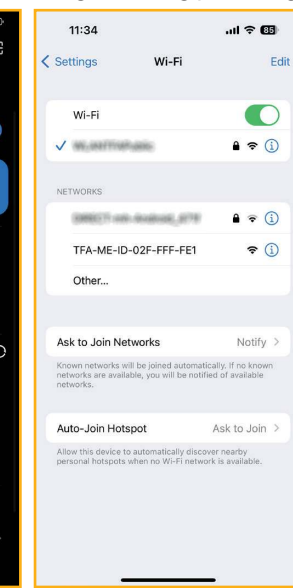 11:34
85
Settings
Wi-Fi
Edit
Wi-Fi
NETWORKS
TFA-ME-ID-02F-FFF-FE1
Other...
Ask to Join Networks
Notify
Known networks will be joined automatically. If no known
networks are available, you will be notified of available
networks.
Auto-Join Hotspot
Ask to Join
Allow this device to automatically discover nearby
personal hotspots when no Wi-Fi network is available.